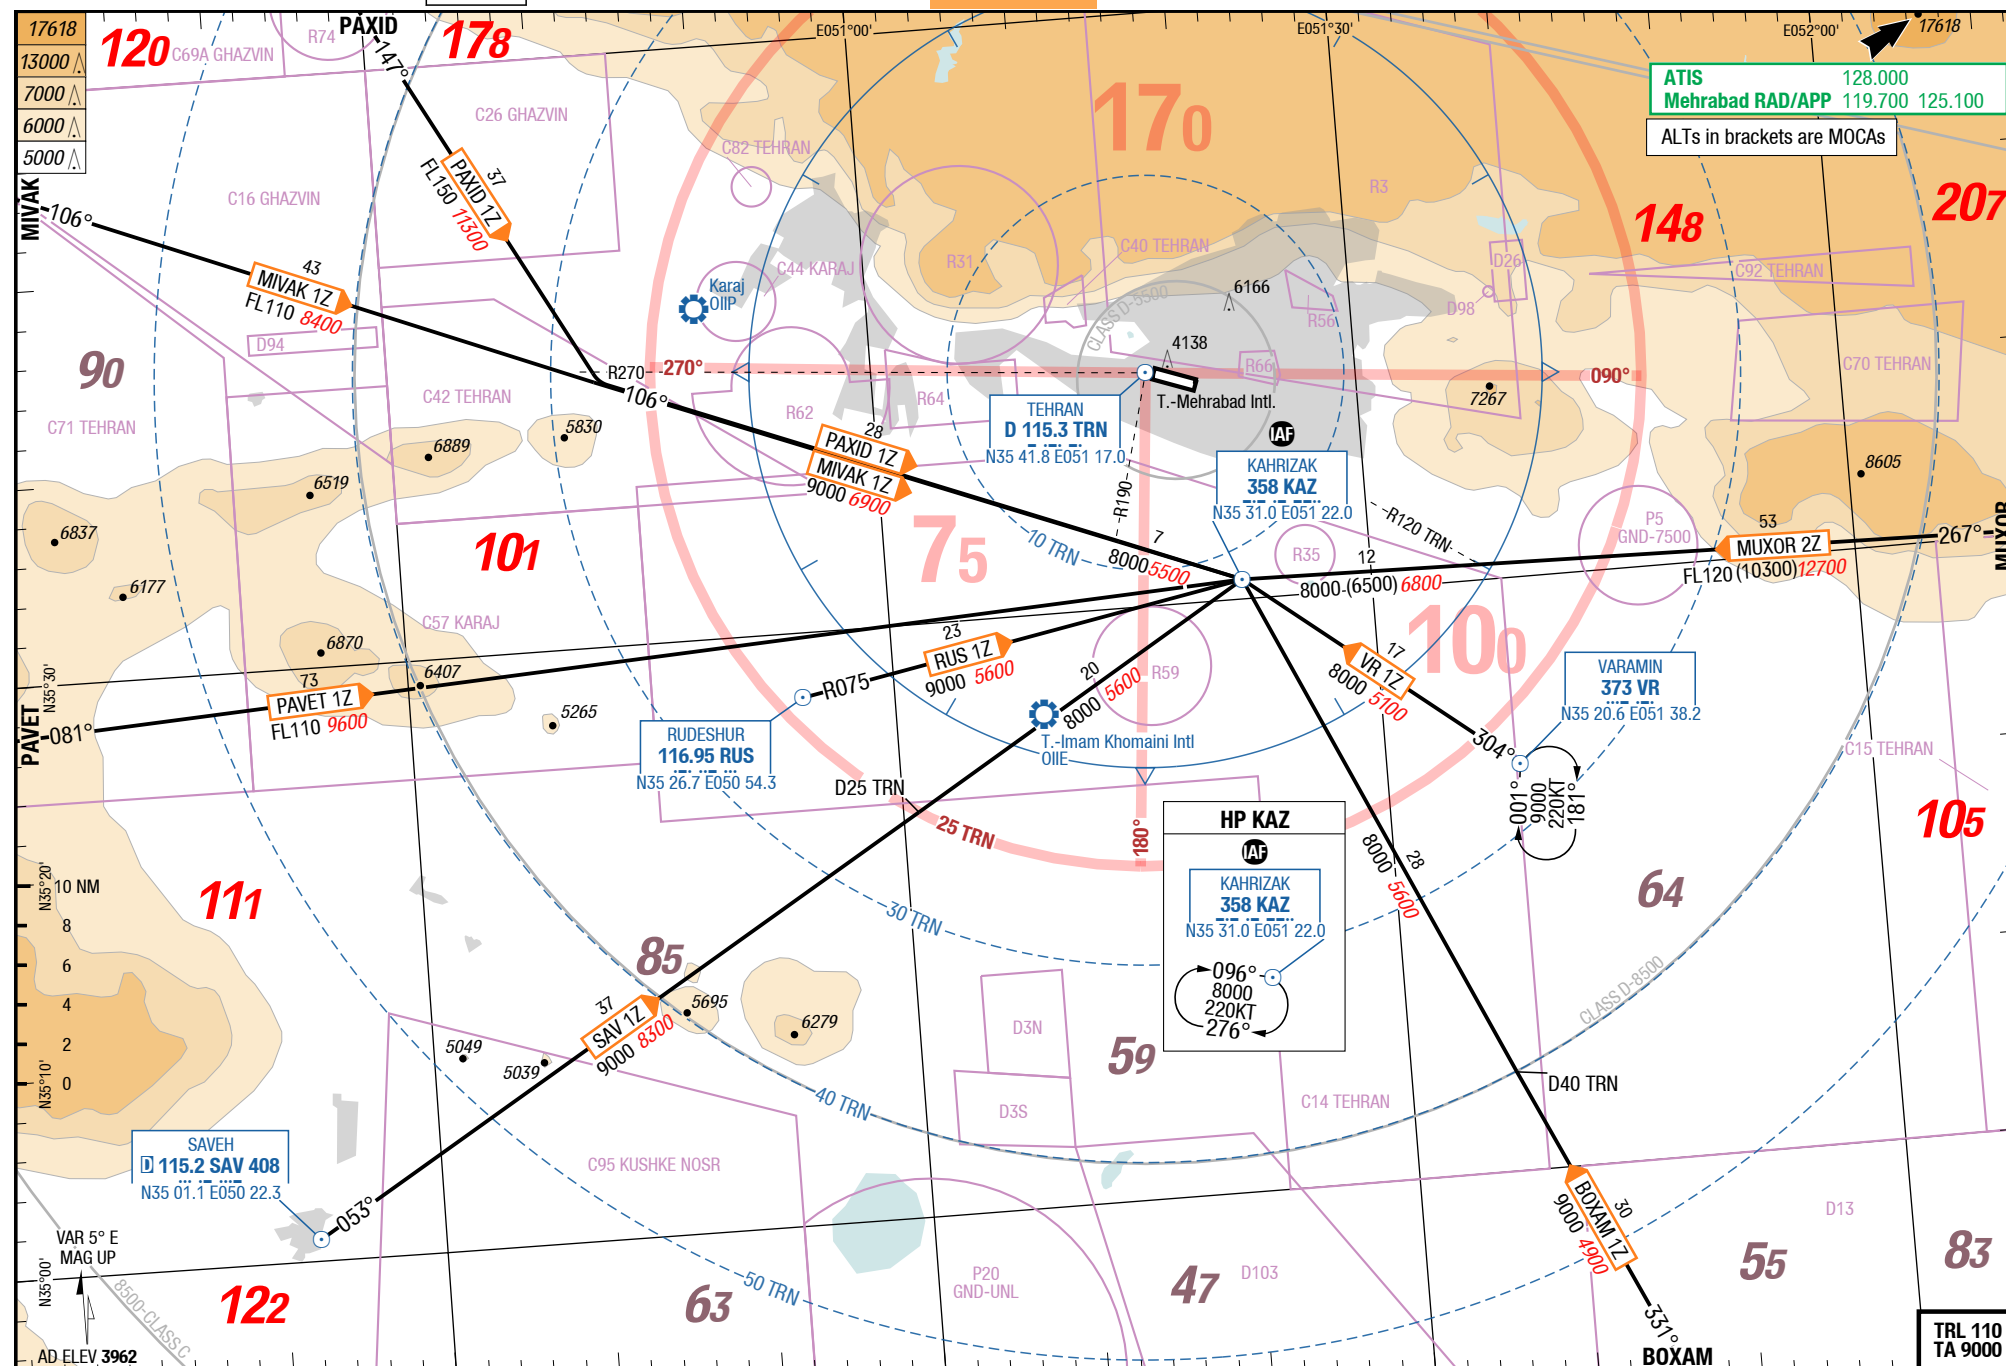 17618
13000
7000
6000
5000
120
C69A GHAZVIN
R74
PAXID
178
147°
E051°00'
E051°30'
E052°00'
17618
ATIS 128.000
Mehrabad RAD/APP 119.700 125.100
ALTs in brackets are MOCAs
170
C26 GHAZVIN
C82 TEHRAN
37
PAXID 1Z
FL150 11300
R3
148
207
MIVAK
106°
C16 GHAZVIN
43
MIVAK 1Z
FL110 8400
Karaj
OIIP
C44 KARAJ
R31
C40 TEHRAN
CLASS D-5500
6166
R56
D26
D98
C92 TEHRAN
4138
D94
90
R270
270°
R66
090°
C70 TEHRAN
C42 TEHRAN
106°
R62
R64
T.-Mehrabad Intl.
7267
C71 TEHRAN
TEHRAN
D 115.3 TRN
N35 41.8 E051 17.0
IAF
5830
6889
28
PAXID 1Z
MIVAK 1Z
9000 6900
KAHRIZAK
358 KAZ
N35 31.0 E051 22.0
8605
6519
6837
R190
R120 TRN
P5
GND-7500
53
MUXOR 2Z
FL120 (10300) 12700
267°
MUXOR
101
75
10 TRN
7
8000 5500
R35
12
8000 (6500) 6800
6177
C57 KARAJ
6870
6407
23
RUS 1Z
9000 5600
R59
100
17
VR 1Z
8000 5100
VARAMIN
373 VR
N35 20.6 E051 38.2
N35°30'
PAVET
081°
73
PAVET 1Z
FL110 9600
R075
20
8000 5600
5265
RUDESHUR
116.95 RUS
N35 26.7 E050 54.3
T.-Imam Khomaini Intl
OIIE
304°
C15 TEHRAN
D25 TRN
001°
9000
220KT
181°
25 TRN
180°
HP KAZ
IAF
KAHRIZAK
358 KAZ
N35 31.0 E051 22.0
096°
8000
220KT
276°
28
8000 5600
105
N35°20'
10 NM
8
6
4
2
0
111
30 TRN
64
85
5695
6279
CLASS D-8500
37
SAV 1Z
9000 8300
D3N
5049
5039
59
N35°10'
D3S
C14 TEHRAN
D40 TRN
40 TRN
SAVEH
D 115.2 SAV 408
N35 01.1 E050 22.3
C95 KUSHKE NOSR
053°
30
BOXAM 1Z
9000 4900
D13
VAR 5° E
MAG UP
N35°00'
8500-CLASS C
122
63
50 TRN
P20
GND-UNL
47
D103
55
83
331°
BOXAM
AD ELEV 3962
TRL 110
TA 9000